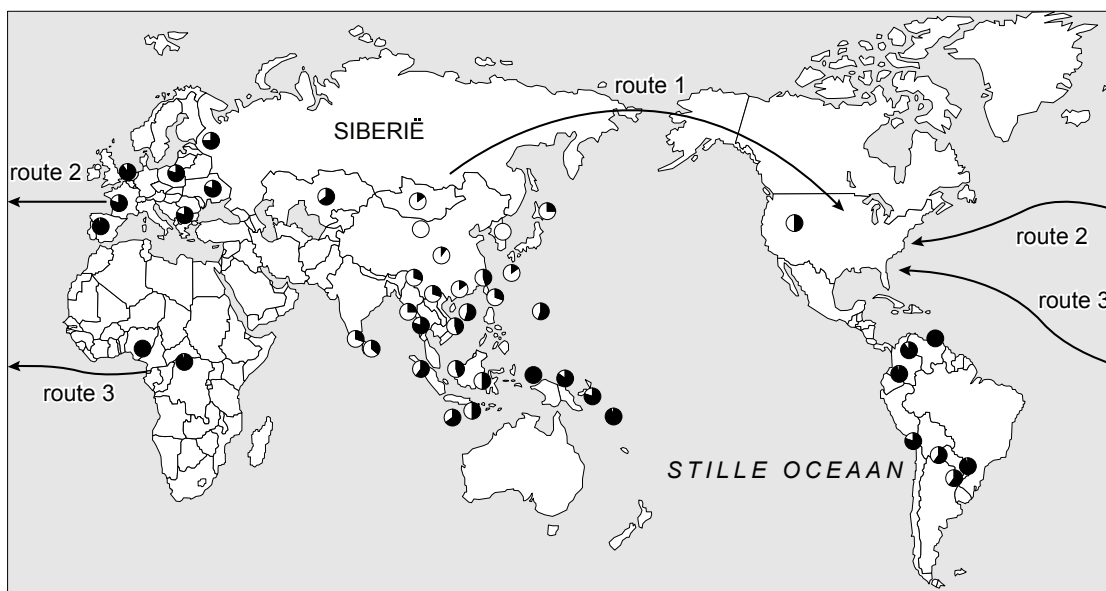 route 1
SIBERIË
route 2
route 2
route 3
route 3
STILLE OCEAAN